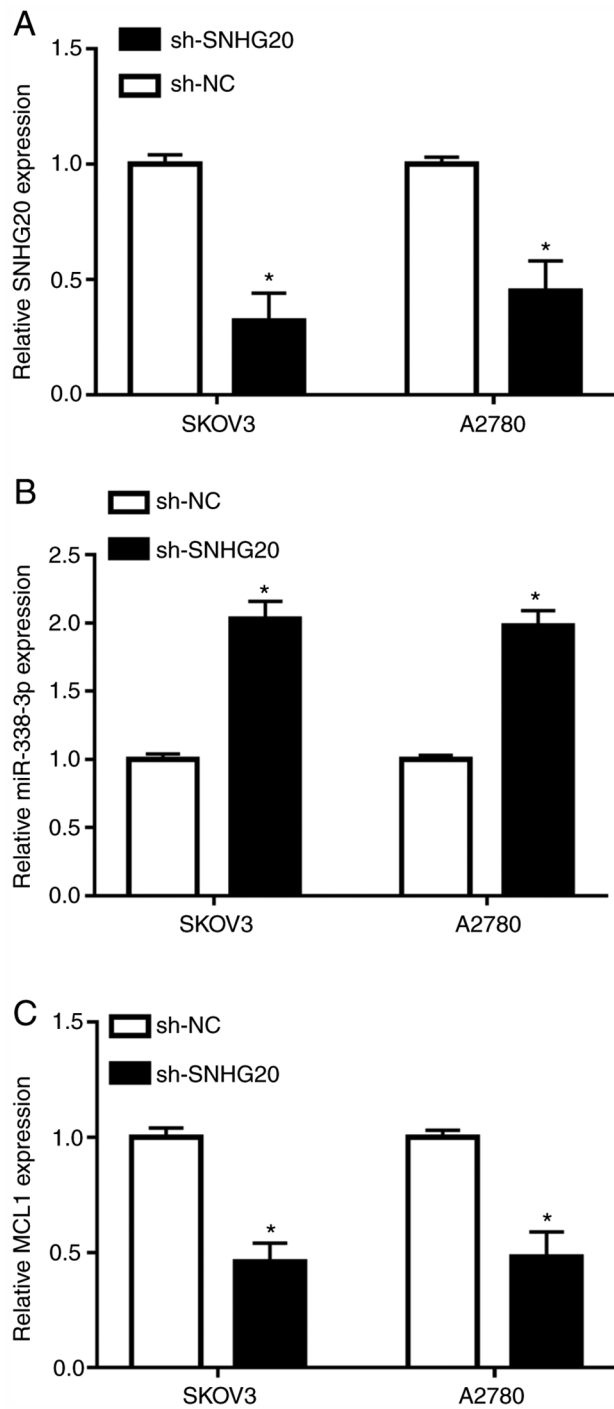 A
sh-SNHG20
sh-NC
Relative SNHG20 expression
1.5
1.0
0.5
0.0
*
*
SKOV3
A2780
B
sh-NC
sh-SNHG20
Relative miR-338-3p expression
2.5
2.0
1.5
1.0
0.5
0.0
*
*
SKOV3
A2780
C
sh-NC
sh-SNHG20
Relative MCL1 expression
1.5
1.0
0.5
0.0
*
*
SKOV3
A2780